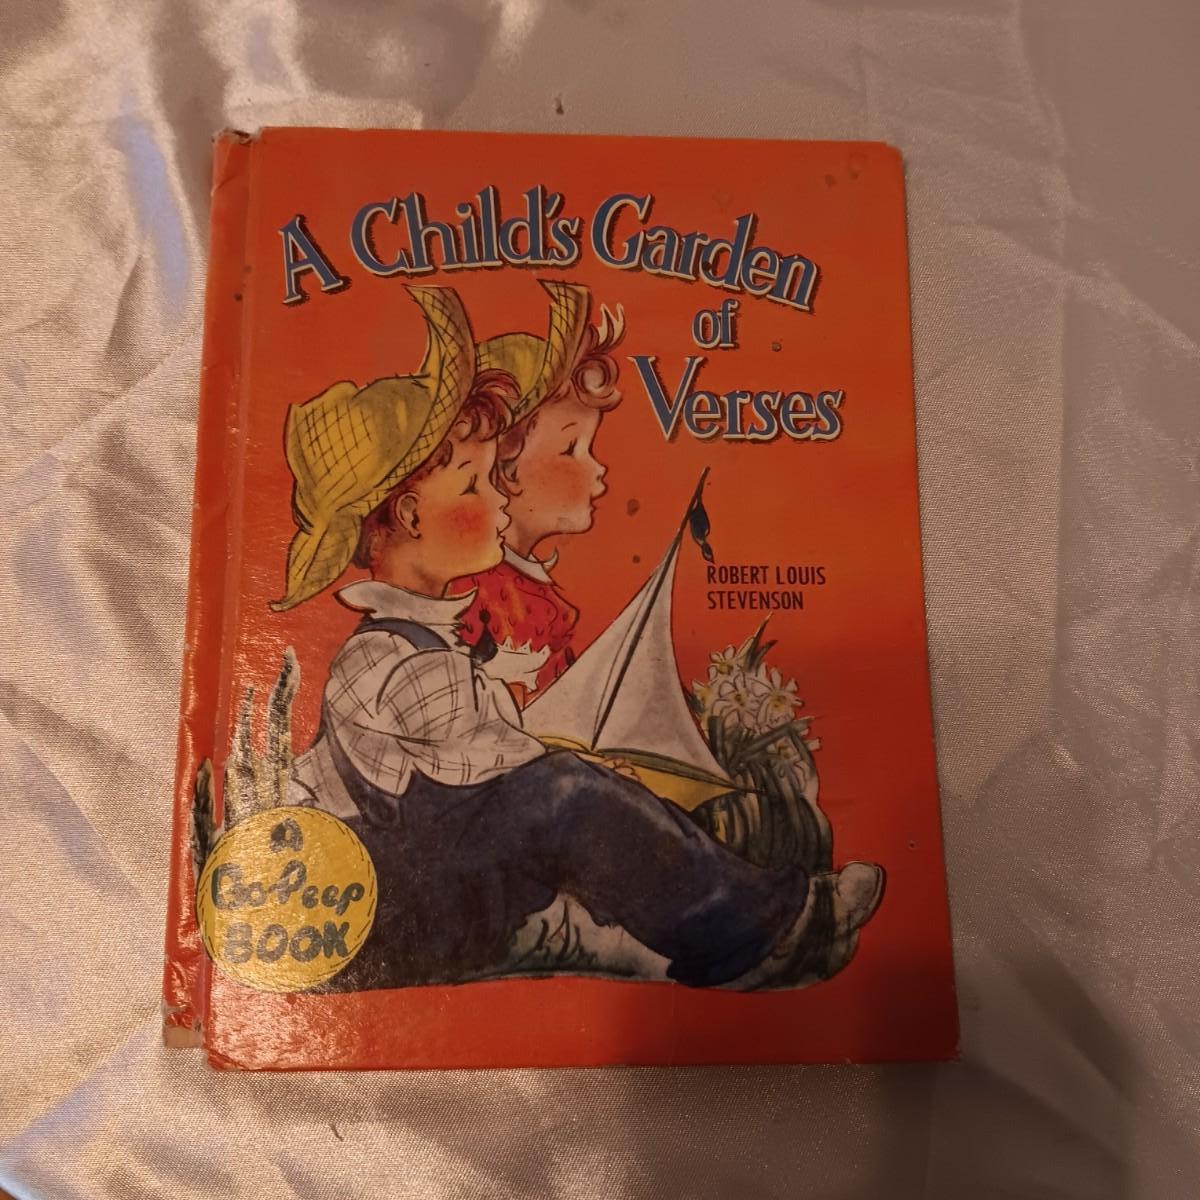 A Child's Garden
of
Verses
ROBERT LOUIS
STEVENSON
A
Bo-Peep
BOOK